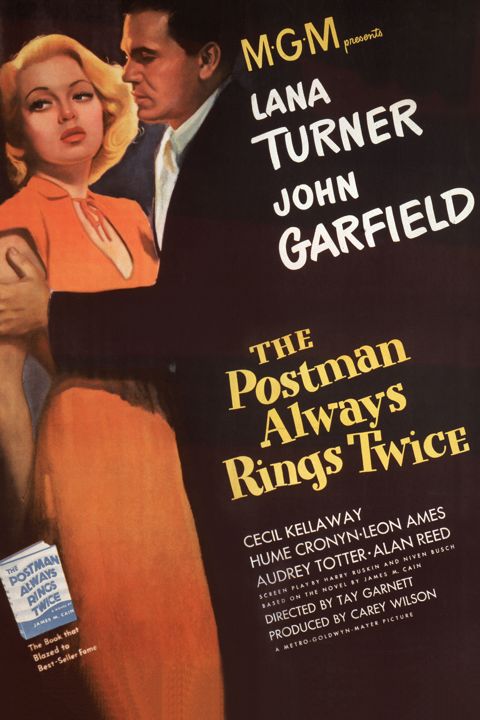 M·G·M presents
LANA
TURNER
JOHN
GARFIELD
THE
Postman
Always
Rings Twice
CECIL KELLAWAY
HUME CRONYN·LEON AMES
AUDREY TOTTER·ALAN REED
SCREEN PLAY BY HARRY RUSKIN AND NIVEN BUSCH
BASED ON THE NOVEL BY JAMES M. CAIN
DIRECTED BY TAY GARNETT
PRODUCED BY CAREY WILSON
A METRO-GOLDWYN-MAYER PICTURE
THE
POSTMAN
ALWAYS
RINGS
TWICE
A NOVEL BY
JAMES M. CAIN
The Book that
Blazed to
Best-Seller Fame